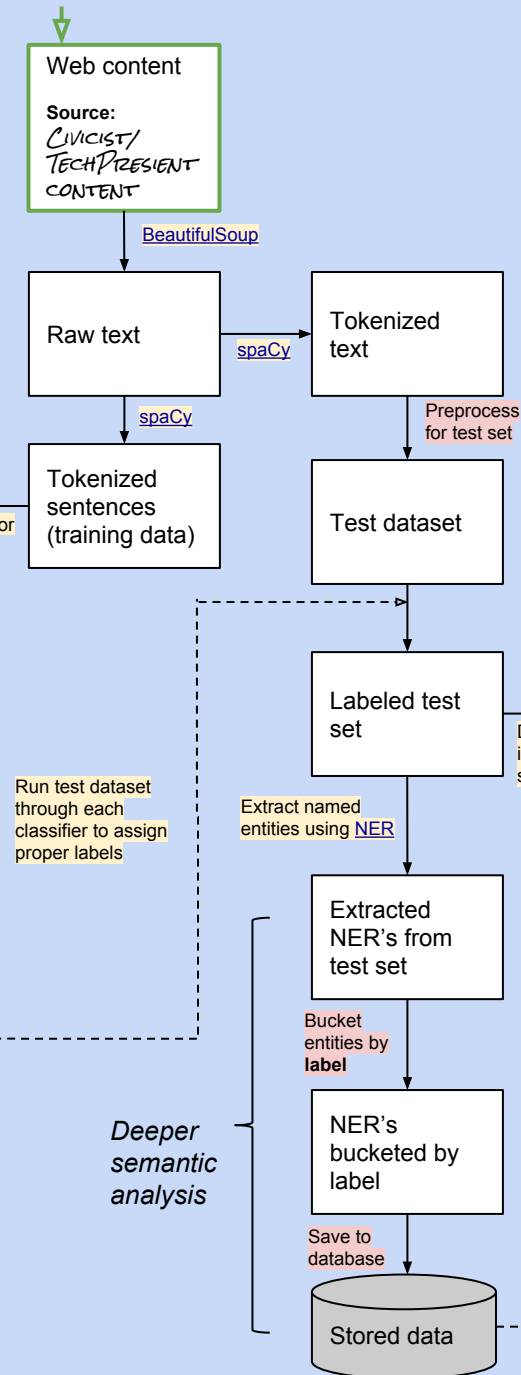 Web content
Source:
Civicist/
TechPresient
content
BeautifulSoup
Raw text
spaCy
Tokenized
text
spaCy
Preprocess
for test set
Tokenized
sentences
(training data)
or
Test dataset
Labeled test
set
Run test dataset
through each
classifier to assign
proper labels
Extract named
entities using NER
Extracted
NER's from
test set
Bucket
entities by
label
Deeper
semantic
analysis
NER's
bucketed by
label
Save to
database
Stored data